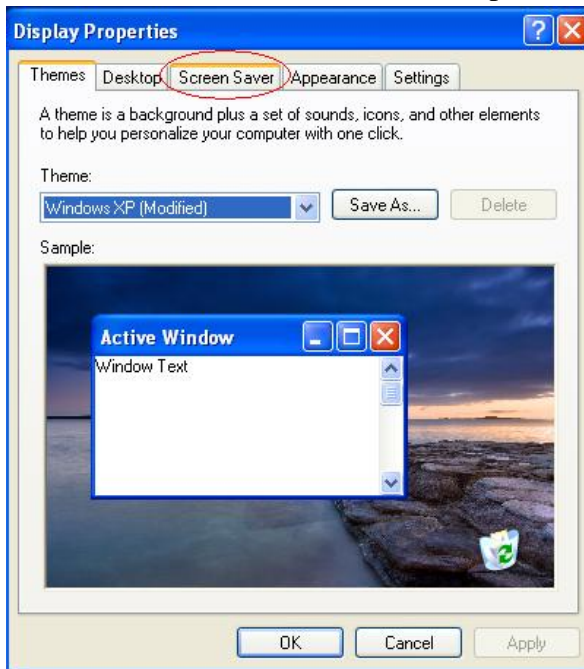 Display Properties
Themes Desktop Screen Saver Appearance Settings
A theme is a background plus a set of sounds, icons, and other elements
to help you personalize your computer with one click.
Theme:
Windows XP (Modified) Save As... Delete
Sample:
Active Window
Window Text
OK Cancel Apply